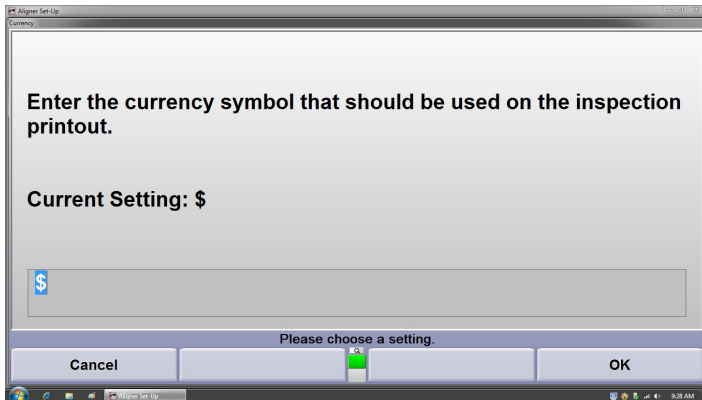 Aligner Set-Up
Currency
Enter the currency symbol that should be used on the inspection
printout.
Current Setting: $
$
Please choose a setting.
Cancel
OK
Aligner Set-Up
9:28 AM